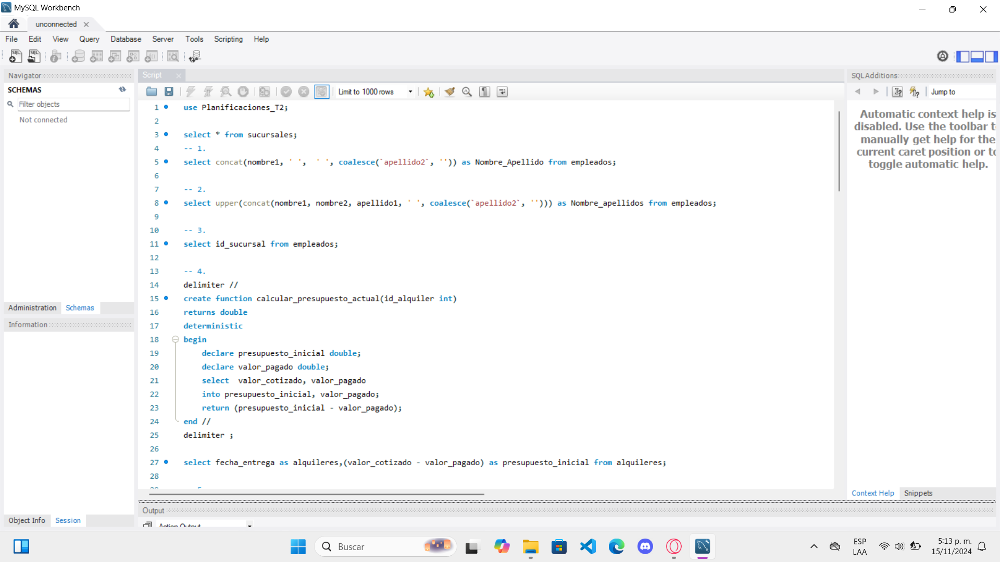 MySQL Workbench
unconnected
File Edit View Query Database Server Tools Scripting Help
Navigator
SCHEMAS
Filter objects
Not connected
Administration Schemas
Information
Object Info Session
Script
Limit to 1000 rows
1 use Planificaciones_T2;
2
3 select * from sucursales;
4 -- 1.
5 select concat(nombre1, ' ',  ' ', coalesce(`apellido2`, '')) as Nombre_Apellido from empleados;
6
7 -- 2.
8 select upper(concat(nombre1, nombre2, apellido1, ' ', coalesce(`apellido2`, ''))) as Nombre_apellidos from empleados;
9
10 -- 3.
11 select id_sucursal from empleados;
12
13 -- 4.
14 delimiter //
15 create function calcular_presupuesto_actual(id_alquiler int)
16 returns double
17 deterministic
18 begin
19 declare presupuesto_inicial double;
20 declare valor_pagado double;
21 select  valor_cotizado, valor_pagado
22 into presupuesto_inicial, valor_pagado;
23 return (presupuesto_inicial - valor_pagado);
24 end //
25 delimiter ;
26
27 select fecha_entrega as alquileres,(valor_cotizado - valor_pagado) as presupuesto_inicial from alquileres;
28
Output
Action Output
SQLAdditions
Jump to
Automatic context help is
disabled. Use the toolbar
manually get help for the
current caret position or to
toggle automatic help.
Context Help Snippets
Buscar
ESP
LAA
5:13 p. m.
15/11/2024